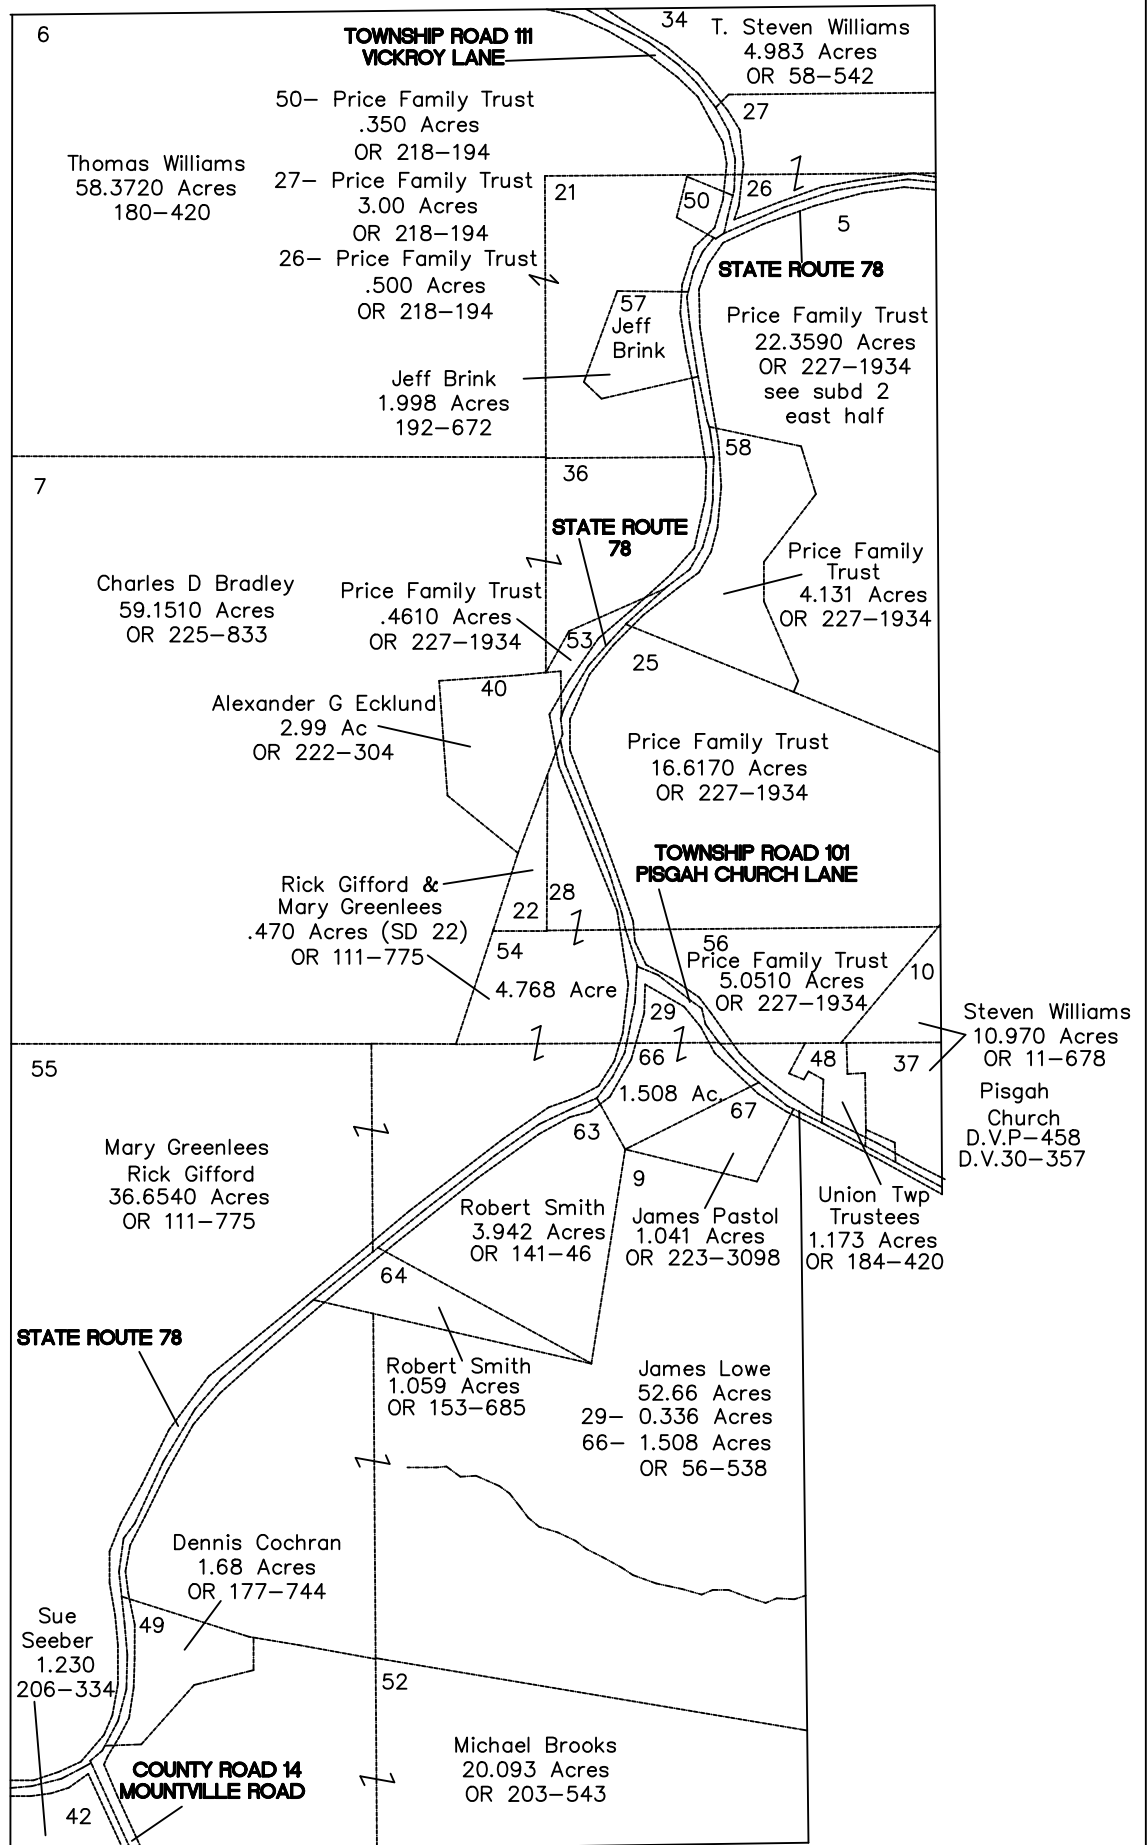 6
TOWNSHIP ROAD 111
VICKROY LANE
34
T. Steven Williams
4.983 Acres
OR 58-542
27
50- Price Family Trust
.350 Acres
OR 218-194
27- Price Family Trust
3.00 Acres
OR 218-194
26- Price Family Trust
.500 Acres
OR 218-194
Thomas Williams
58.3720 Acres
180-420
21
50
26
5
STATE ROUTE 78
57
Jeff
Brink
Price Family Trust
22.3590 Acres
OR 227-1934
see subd 2
east half
Jeff Brink
1.998 Acres
192-672
58
7
36
STATE ROUTE
78
Charles D Bradley
59.1510 Acres
OR 225-833
Price Family Trust
.4610 Acres
OR 227-1934
53
Price Family
Trust
4.131 Acres
OR 227-1934
25
40
Alexander G Ecklund
2.99 Ac
OR 222-304
Price Family Trust
16.6170 Acres
OR 227-1934
TOWNSHIP ROAD 101
PISGAH CHURCH LANE
Rick Gifford &
Mary Greenlees
.470 Acres (SD 22)
OR 111-775
22
28
54
4.768 Acre
56
Price Family Trust
5.0510 Acres
OR 227-1934
10
29
Steven Williams
10.970 Acres
OR 11-678
55
66
1.508 Ac.
48
37
Pisgah
Church
D.V.P-458
D.V.30-357
67
63
Mary Greenlees
Rick Gifford
36.6540 Acres
OR 111-775
9
Robert Smith
3.942 Acres
OR 141-46
James Pastol
1.041 Acres
OR 223-3098
Union Twp
Trustees
1.173 Acres
OR 184-420
64
STATE ROUTE 78
Robert Smith
1.059 Acres
OR 153-685
James Lowe
52.66 Acres
29- 0.336 Acres
66- 1.508 Acres
OR 56-538
Dennis Cochran
1.68 Acres
OR 177-744
Sue
Seeber
1.230
206-334
49
52
COUNTY ROAD 14
MOUNTVILLE ROAD
Michael Brooks
20.093 Acres
OR 203-543
42